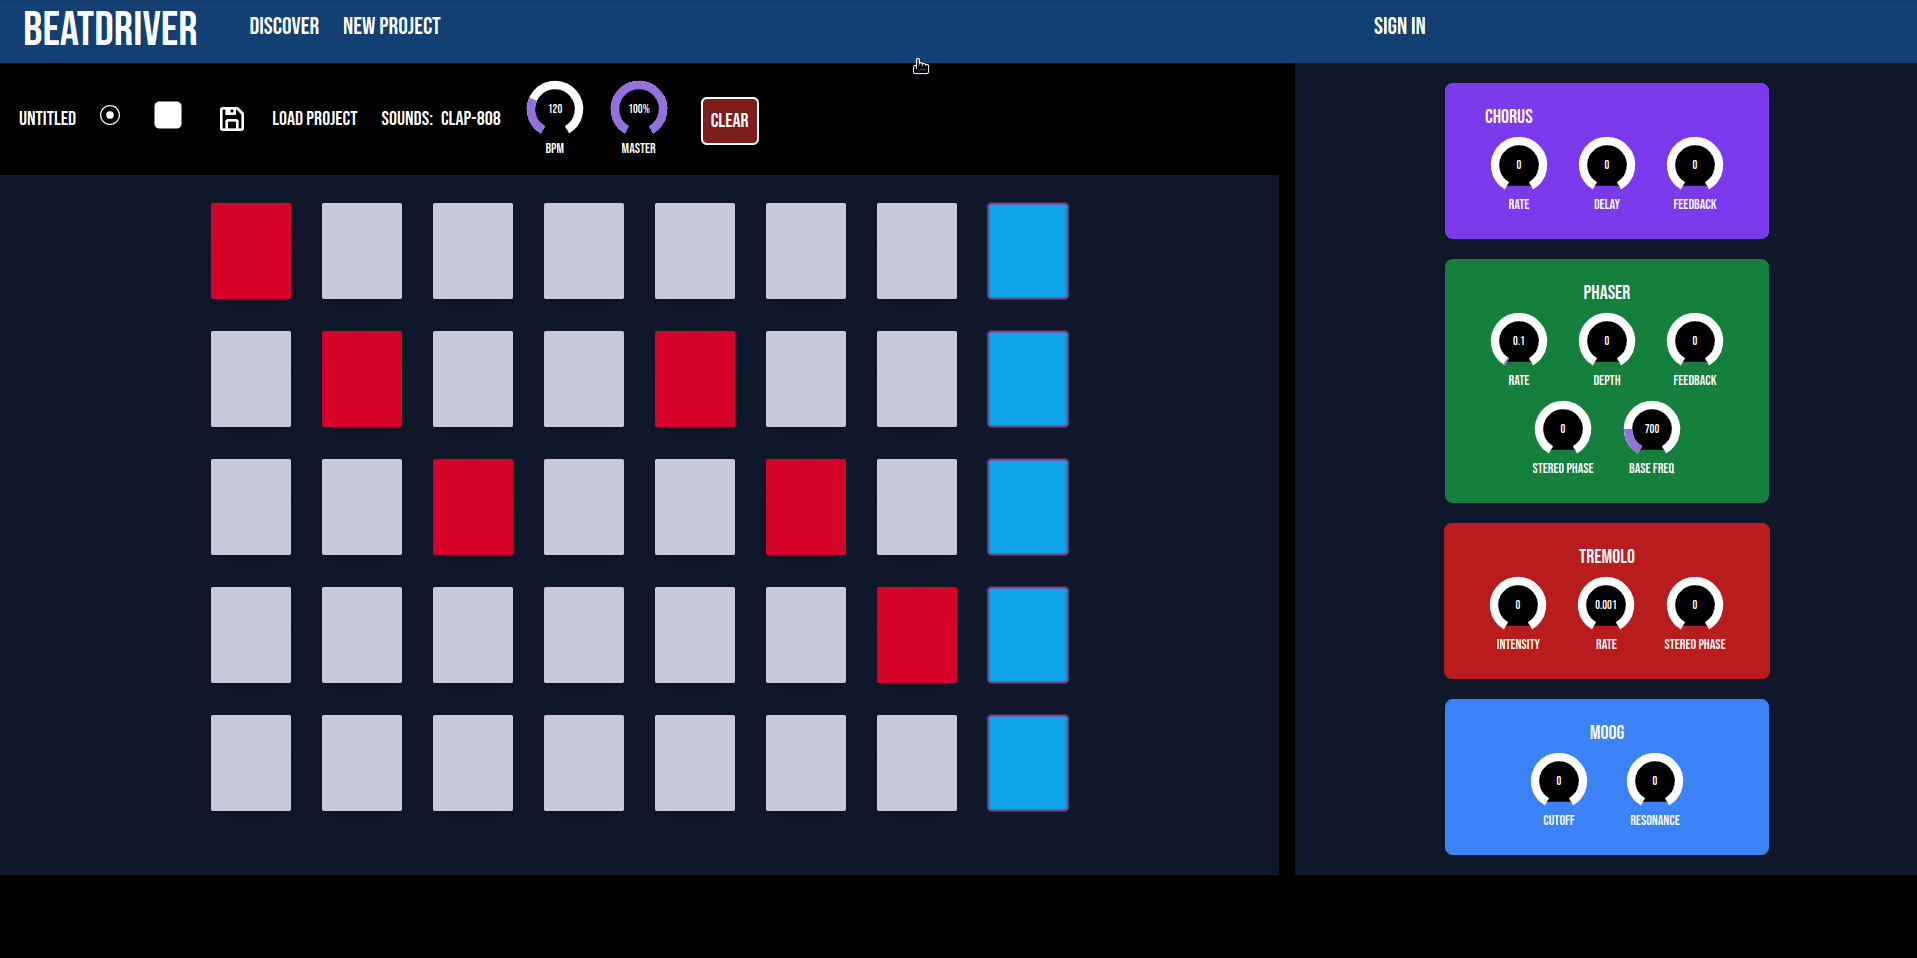 BEATDRIVER
DISCOVER NEW PROJECT
SIGN IN
UNTITLED
LOAD PROJECT
SOUNDS: CLAP-808
120
BPM
100%
MASTER
CLEAR
CHORUS
0 0 0
RATE DELAY FEEDBACK
PHASER
0.1 0 0
RATE DEPTH FEEDBACK
0 700
STEREO PHASE BASE FREQ
TREMOLO
0 0.001 0
INTENSITY RATE STEREO PHASE
MOOG
0 0
CUTOFF RESONANCE